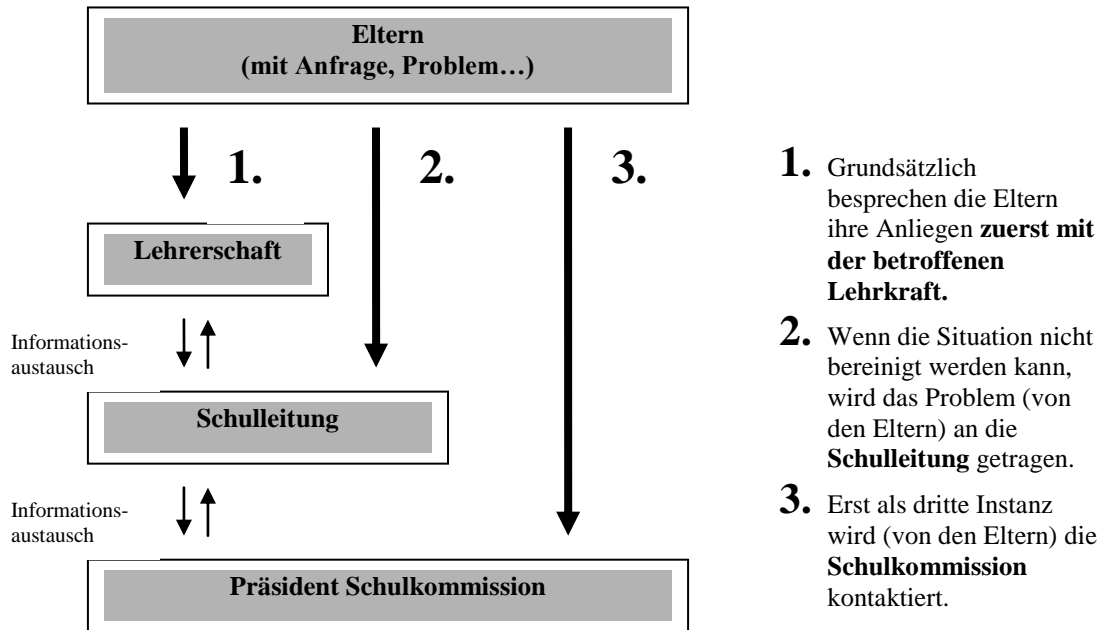 Eltern
(mit Anfrage, Problem…)
1.
2.
3.
Lehrerschaft
Informations-
austausch
Schulleitung
Informations-
austausch
Präsident Schulkommission
1. Grundsätzlich
besprechen die Eltern
ihre Anliegen zuerst mit
der betroffenen
Lehrkraft.
2. Wenn die Situation nicht
bereinigt werden kann,
wird das Problem (von
den Eltern) an die
Schulleitung getragen.
3. Erst als dritte Instanz
wird (von den Eltern) die
Schulkommission
kontaktiert.